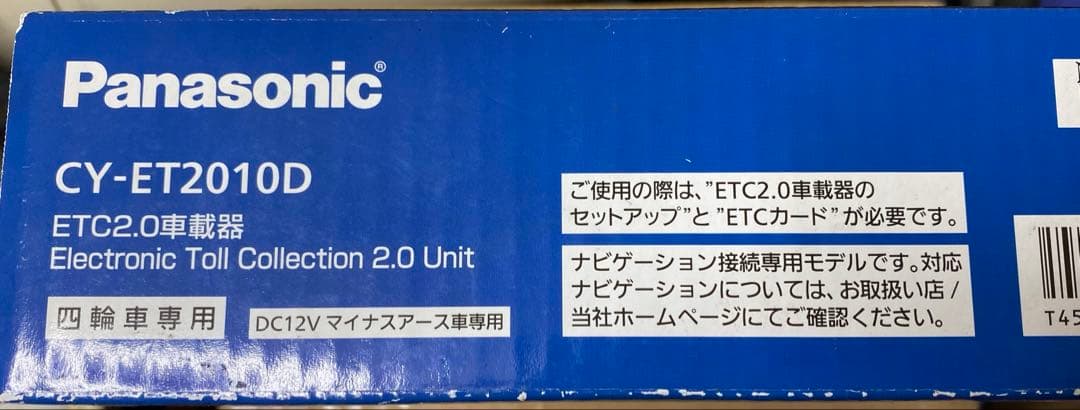 Panasonic®
CY-ET2010D
ETC2.0車載器
Electronic Toll Collection 2.0 Unit
四輪車専用
DC12V マイナスアース車専用
ご使用の際は、”ETC2.0車載器の
セットアップ”と ”ETCカード”が必要です。
ナビゲーション接続専用モデルです。対応
ナビゲーションについては、お取扱い店 /
当社ホームページにてご確認ください。
T45